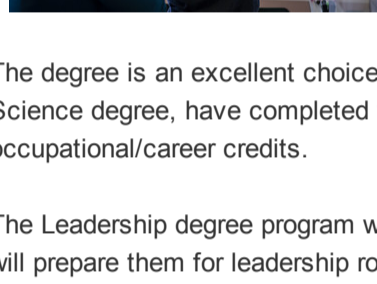 The degree is an excellent choice
Science degree, have completed
occupational/career credits.
The Leadership degree program
will prepare them for leadership